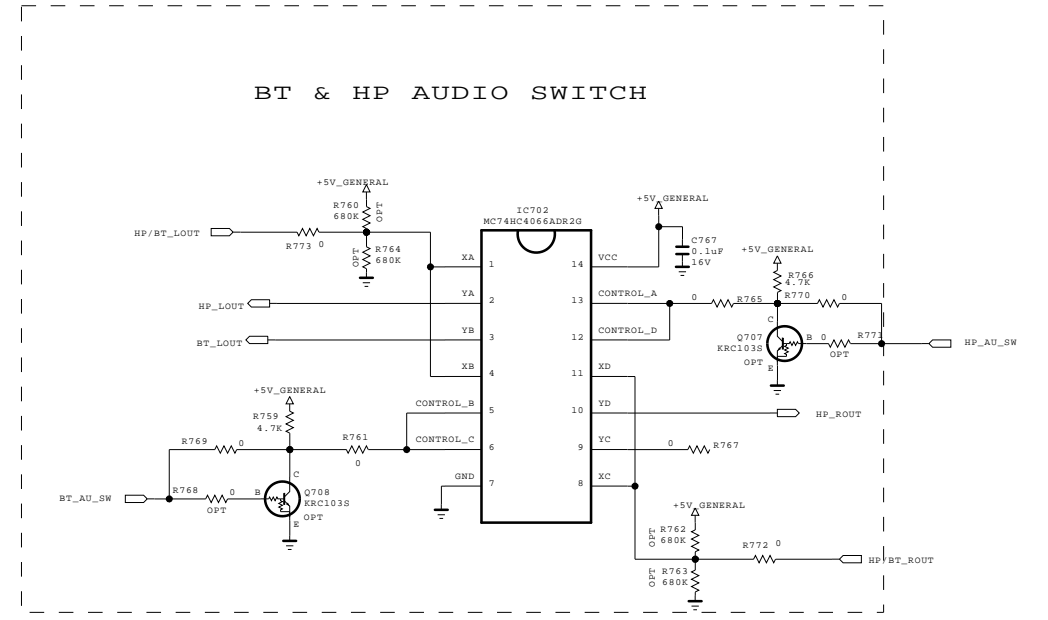 BT & HP AUDIO SWITCH
+5V_GENERAL
R760
680K
OPT
HP/BT_LOUT
R773
0
OPT
R764
680K
HP_LOUT
BT_LOUT
IC702
MC74HC4066ADR2G
XA
1
YA
2
YB
3
XB
4
CONTROL_B
5
CONTROL_C
6
GND
7
14
VCC
13
CONTROL_A
12
CONTROL_D
11
XD
10
YD
9
YC
8
XC
+5V_GENERAL
C767
0.1uF
16V
+5V_GENERAL
R766
4.7K
0
R765
R770
0
C
Q707
KRC103S
OPT
B
E
0
R771
OPT
HP_AU_SW
HP_ROUT
0
R767
+5V_GENERAL
OPT
R762
680K
R772
0
HP/BT_ROUT
OPT
R763
680K
+5V_GENERAL
R759
4.7K
R769
0
R761
0
BT_AU_SW
R768
0
OPT
B
C
E
Q708
KRC103S
OPT